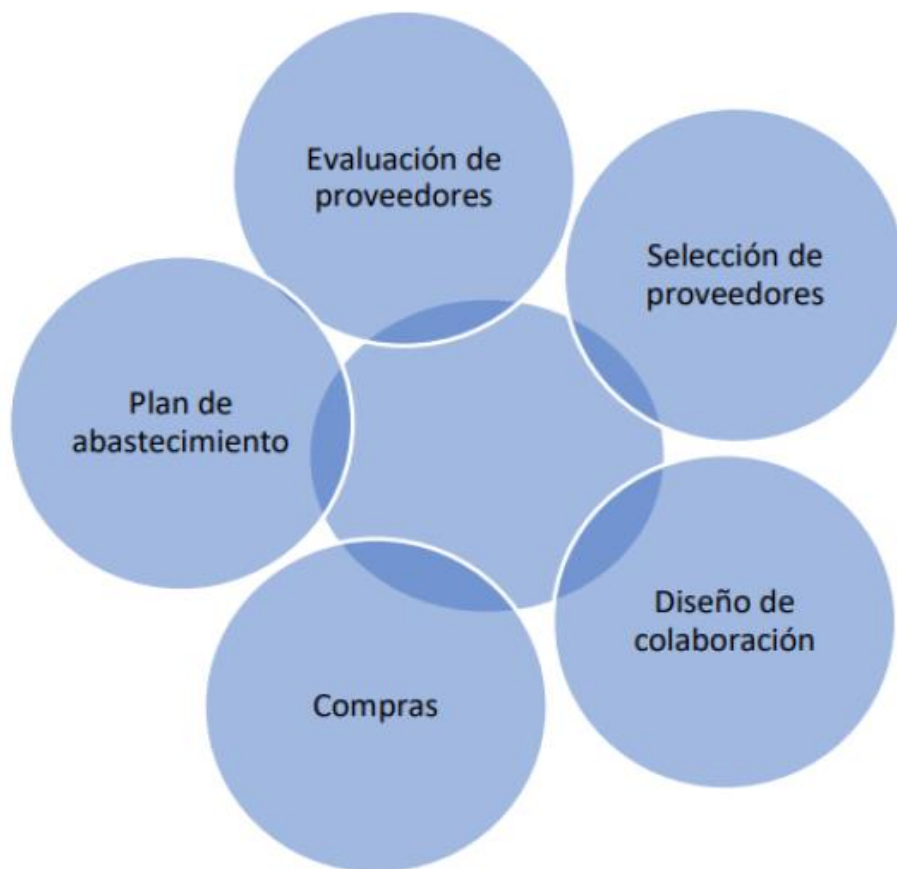 Evaluación de
proveedores
Selección de
proveedores
Plan de
abastecimiento
Diseño de
colaboración
Compras